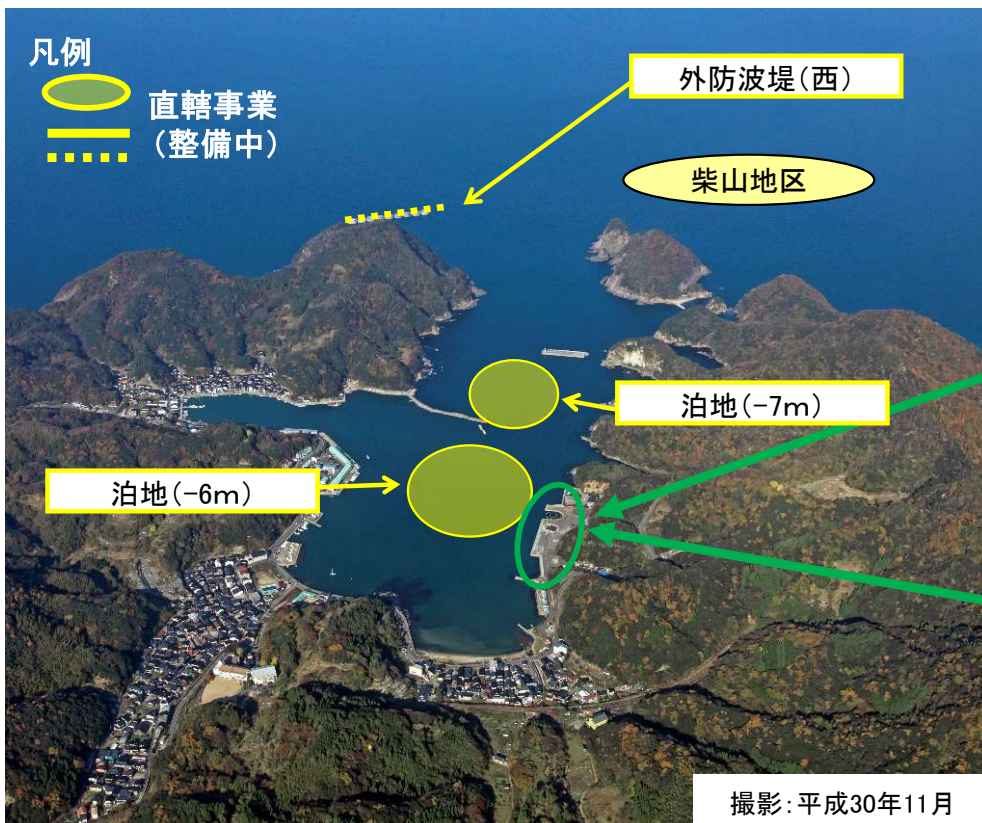 凡例
直轄事業
（整備中）
外防波堤（西）
柴山地区
泊地（-7m）
泊地（-6m）
撮影：平成30年11月